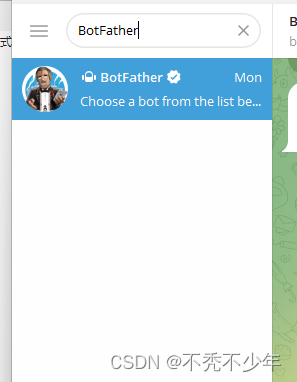 式
BotFather
B
BotFather Mon
b
Choose a bot from the list be...
CSDN @不秃不少年